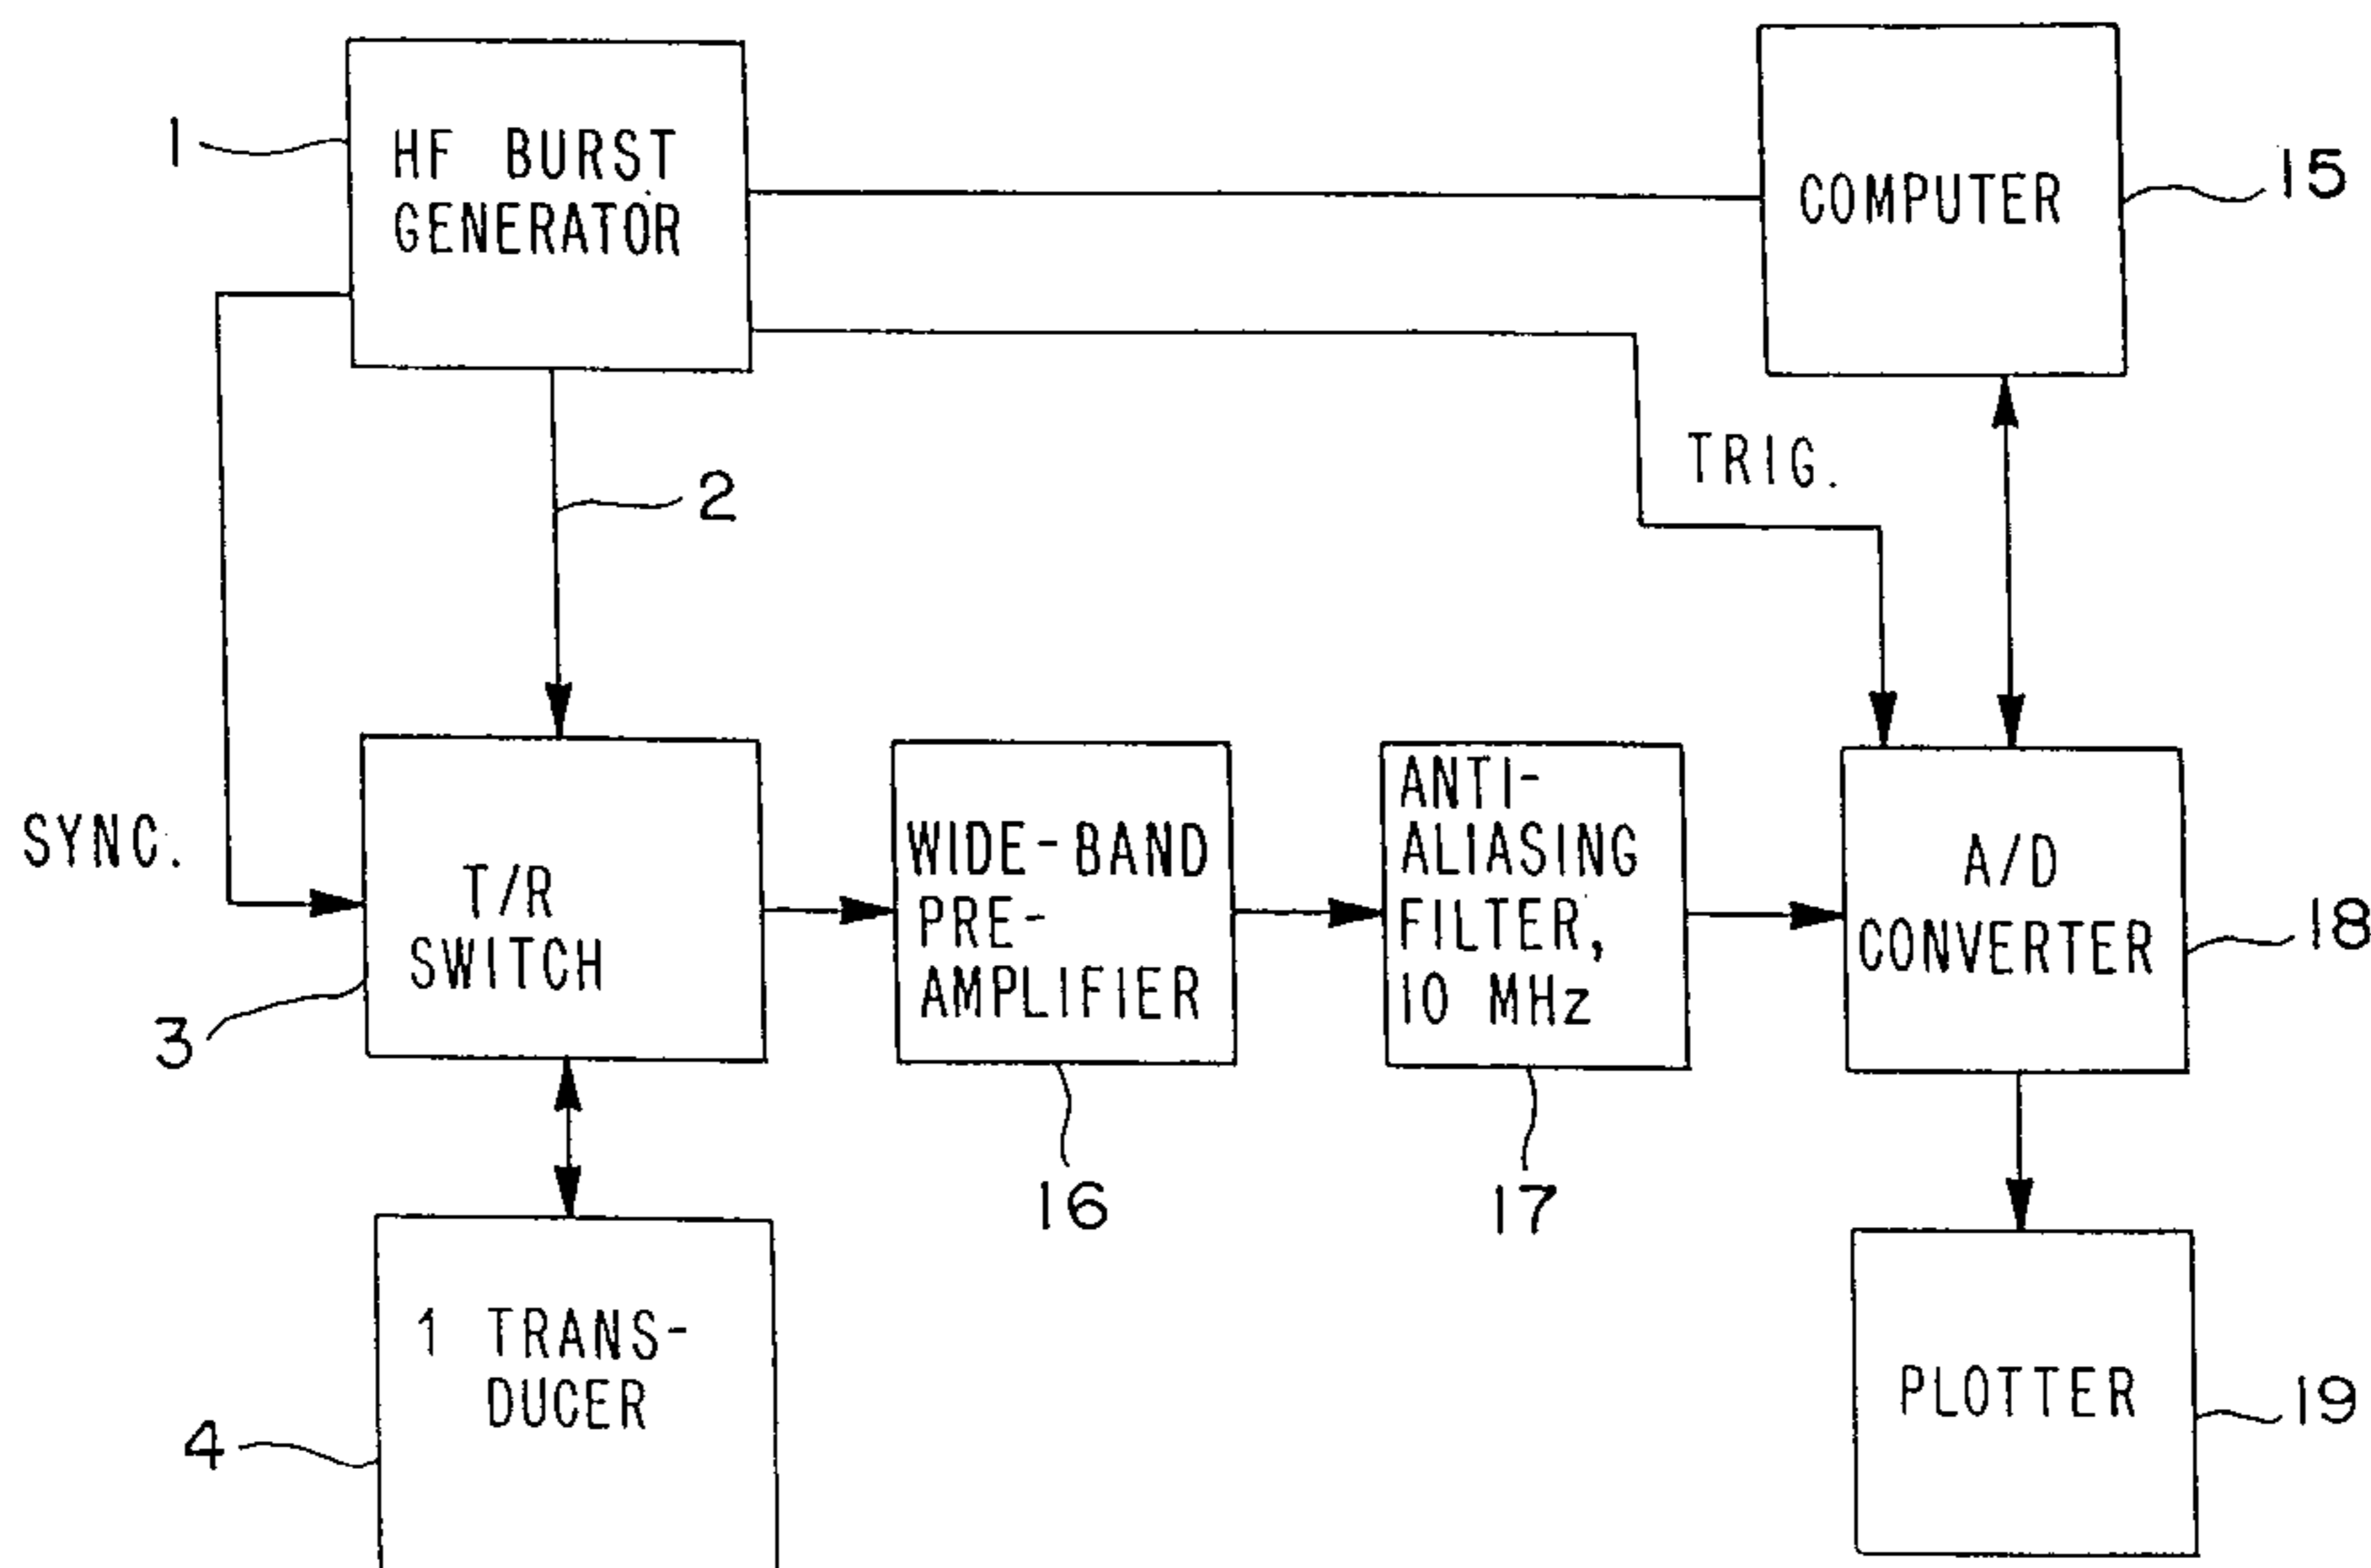 1
HF BURST
GENERATOR
COMPUTER
15
2
TRIG.
SYNC.
T/R
SWITCH
3
WIDE-BAND
PRE-
AMPLIFIER
16
ANTI-
ALIASING
FILTER,
10 MHz
17
A/D
CONVERTER
18
1 TRANS-
DUCER
4
PLOTTER
19